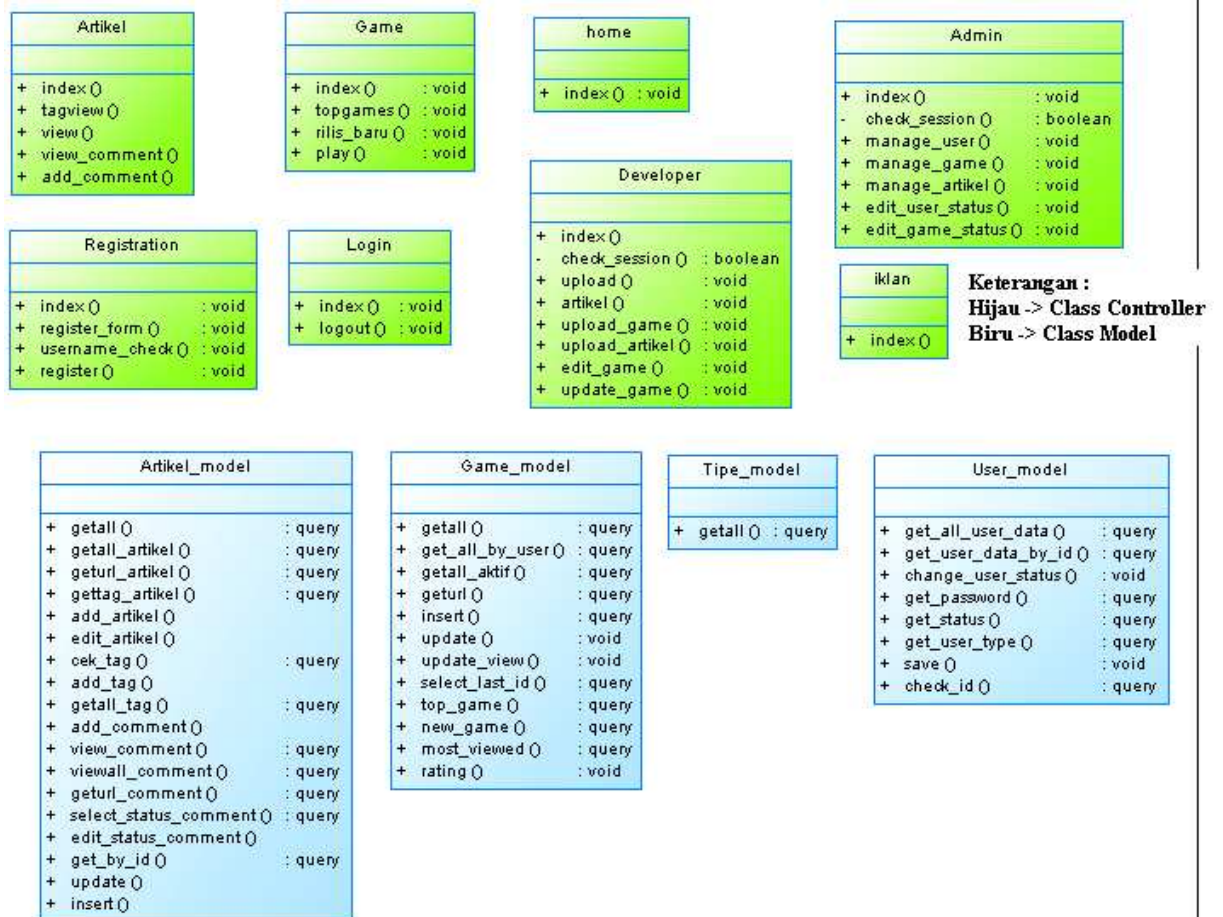 Artikel
+ index ()
+ tagview ()
+ view ()
+ view_comment ()
+ add_comment ()
Game
+ index () : void
+ topgames () : void
+ rilis_baru () : void
+ play () : void
home
+ index () : void
Admin
+ index () : void
- check_session () : boolean
+ manage_user () : void
+ manage_game () : void
+ manage_artikel () : void
+ edit_user_status () : void
+ edit_game_status () : void
Registration
+ index () : void
+ register_form () : void
+ username_check () : void
+ register () : void
Login
+ index () : void
+ logout () : void
Developer
+ index ()
- check_session () : boolean
+ upload () : void
+ artikel () : void
+ upload_game () : void
+ upload_artikel () : void
+ edit_game () : void
+ update_game () : void
iklan
+ index ()
Keterangan :
Hijau -> Class Controller
Biru -> Class Model
Artikel_model
+ getall () : query
+ getall_artikel () : query
+ geturl_artikel () : query
+ gettag_artikel () : query
+ add_artikel ()
+ edit_artikel ()
+ cek_tag () : query
+ add_tag ()
+ getall_tag () : query
+ add_comment ()
+ view_comment () : query
+ viewall_comment () : query
+ geturl_comment () : query
+ select_status_comment () : query
+ edit_status_comment ()
+ get_by_id () : query
+ update ()
+ insert ()
Game_model
+ getall () : query
+ get_all_by_user () : query
+ getall_aktif () : query
+ geturl () : query
+ insert () : query
+ update () : void
+ update_view () : void
+ select_last_id () : query
+ top_game () : query
+ new_game () : query
+ most_viewed () : query
+ rating () : void
Tipe_model
+ getall () : query
User_model
+ get_all_user_data () : query
+ get_user_data_by_id () : query
+ change_user_status () : void
+ get_password () : query
+ get_status () : query
+ get_user_type () : query
+ save () : void
+ check_id () : query